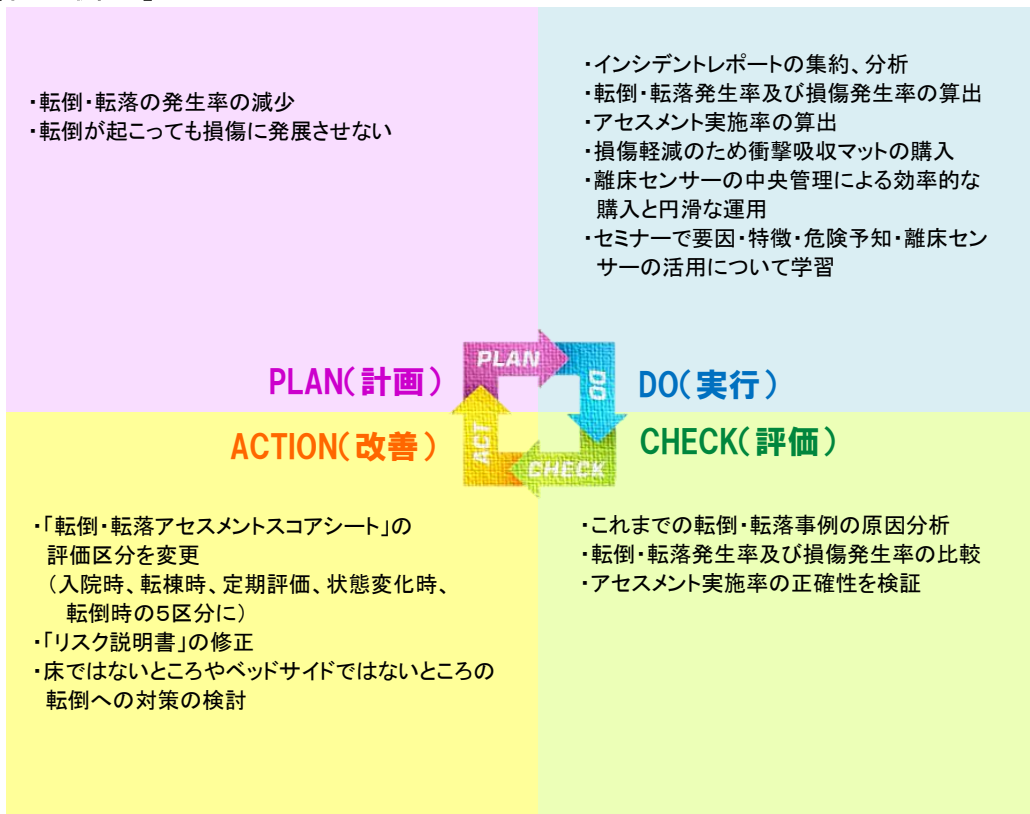 ・転倒・転落の発生率の減少
・転倒が起こっても損傷に発展させない
・インシデントレポートの集約、分析
・転倒・転落発生率及び損傷発生率の算出
・アセスメント実施率の算出
・損傷軽減のため衝撃吸収マットの購入
・離床センサーの中央管理による効率的な
購入と円滑な運用
・セミナーで要因・特徴・危険予知・離床セン
サーの活用について学習
PLAN(計画)
DO(実行)
PLAN
DO
ACT
CHECK
ACTION(改善)
CHECK(評価)
・「転倒・転落アセスメントスコアシート」の
評価区分を変更
(入院時、転棟時、定期評価、状態変化時、
転倒時の5区分に)
・「リスク説明書」の修正
・床ではないところやベッドサイドではないところの
転倒への対策の検討
・これまでの転倒・転落事例の原因分析
・転倒・転落発生率及び損傷発生率の比較
・アセスメント実施率の正確性を検証